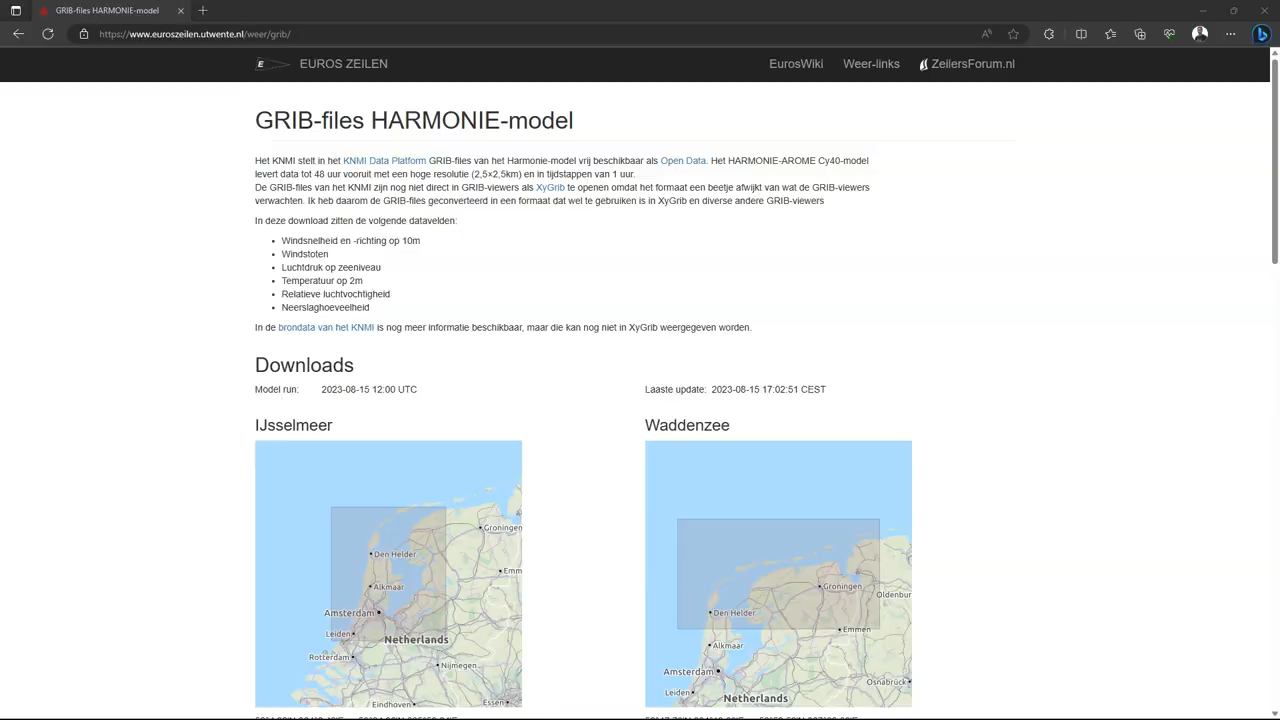 GRIB-files HARMONIE-model
https://www.euroszeilen.utwente.nl/weer/grib/
E EUROS ZEILEN
EurosWiki
Weer-links
ZeilersForum.nl
GRIB-files HARMONIE-model
Het KNMI stelt in het KNMI Data Platform GRIB-files van het Harmonie-model vrij beschikbaar als Open Data. Het HARMONIE-AROME Cy40-model
levert data tot 48 uur vooruit met een hoge resolutie (2,5×2,5km) en in tijdstappen van 1 uur.
De GRIB-files van het KNMI zijn nog niet direct in GRIB-viewers als XyGrib te openen omdat het formaat een beetje afwijkt van wat de GRIB-viewers
verwachten. Ik heb daarom de GRIB-files geconverteerd in een formaat dat wel te gebruiken is in XyGrib en diverse andere GRIB-viewers
In deze download zitten de volgende datavelden:
• Windsnelheid en -richting op 10m
• Windstoten
• Luchtdruk op zeeniveau
• Temperatuur op 2m
• Relatieve luchtvochtigheid
• Neerslaghoeveelheid
In de brondata van het KNMI is nog meer informatie beschikbaar, maar die kan nog niet in XyGrib weergegeven worden.
Downloads
Model run: 2023-08-15 12:00 UTC
Laaste update: 2023-08-15 17:02:51 CEST
IJsselmeer
Groningen
Den Helder
Emm
Alkmaar
Amsterdam
Leiden
Netherlands
Rotterdam
Nijmegen
Eindhoven
Essen
Waddenzee
Groningen
Oldenbur
Den Helder
Emmen
Alkmaar
Amsterdam
Osnabrück
Leiden
Netherlands